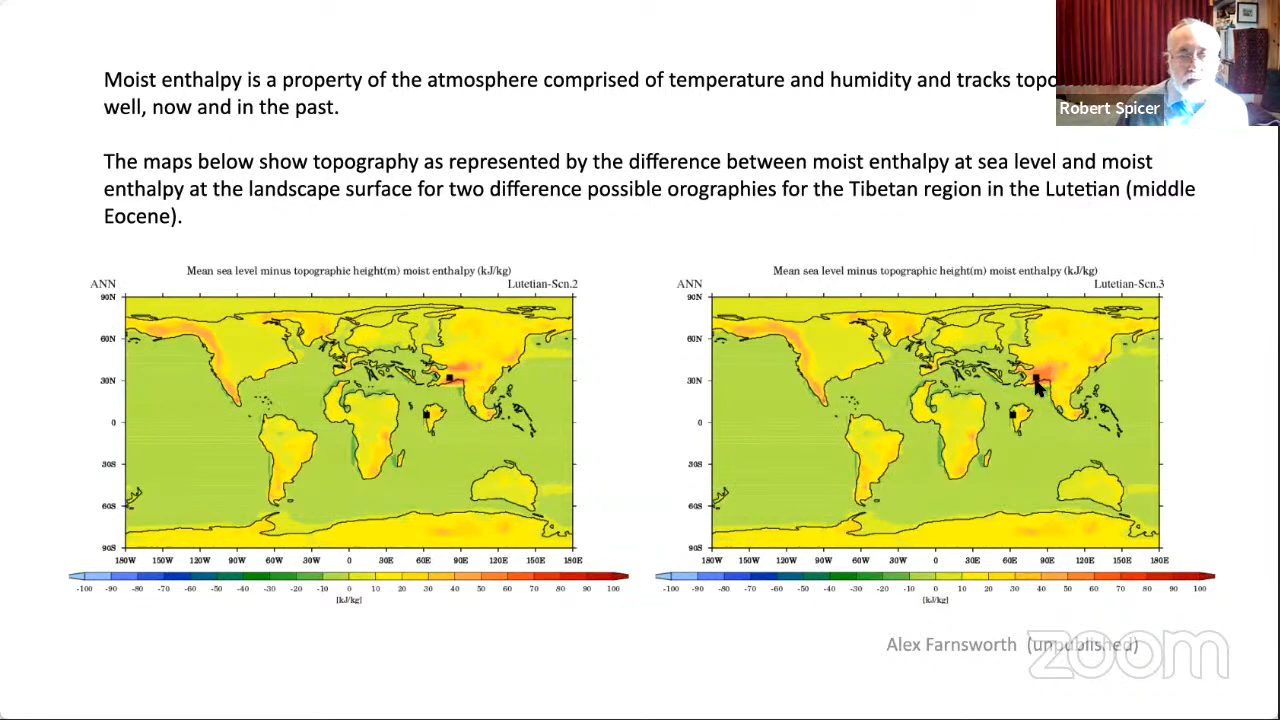 Moist enthalpy is a property of the atmosphere comprised of temperature and humidity and tracks
well, now and in the past.
Robert Spicer
The maps below show topography as represented by the difference between moist enthalpy at sea level and moist
enthalpy at the landscape surface for two difference possible orographies for the Tibetan region in the Lutetian (middle
Eocene).
Mean sea level minus topographic height(m) moist enthalpy (kJ/kg)
ANN Lutetian-Scn.2
90N
60N
30N
0
30S
60S
90S
180W 150W 120W 90W 60W 30W 0 30E 60E 90E 120E 150E 180E
-100 -90 -80 -70 -60 -50 -40 -30 -20 -10 0 10 20 30 40 50 60 70 80 90 100
[kJ/kg]
Mean sea level minus topographic height(m) moist enthalpy (kJ/kg)
ANN Lutetian-Scn.3
90N
60N
30N
0
30S
60S
90S
180W 150W 120W 90W 60W 30W 0 30E 60E 90E 120E 150E 180E
-100 -90 -80 -70 -60 -50 -40 -30 -20 -10 0 10 20 30 40 50 60 70 80 90 100
[kJ/kg]
Alex Farnsworth (unpublished)
zoom